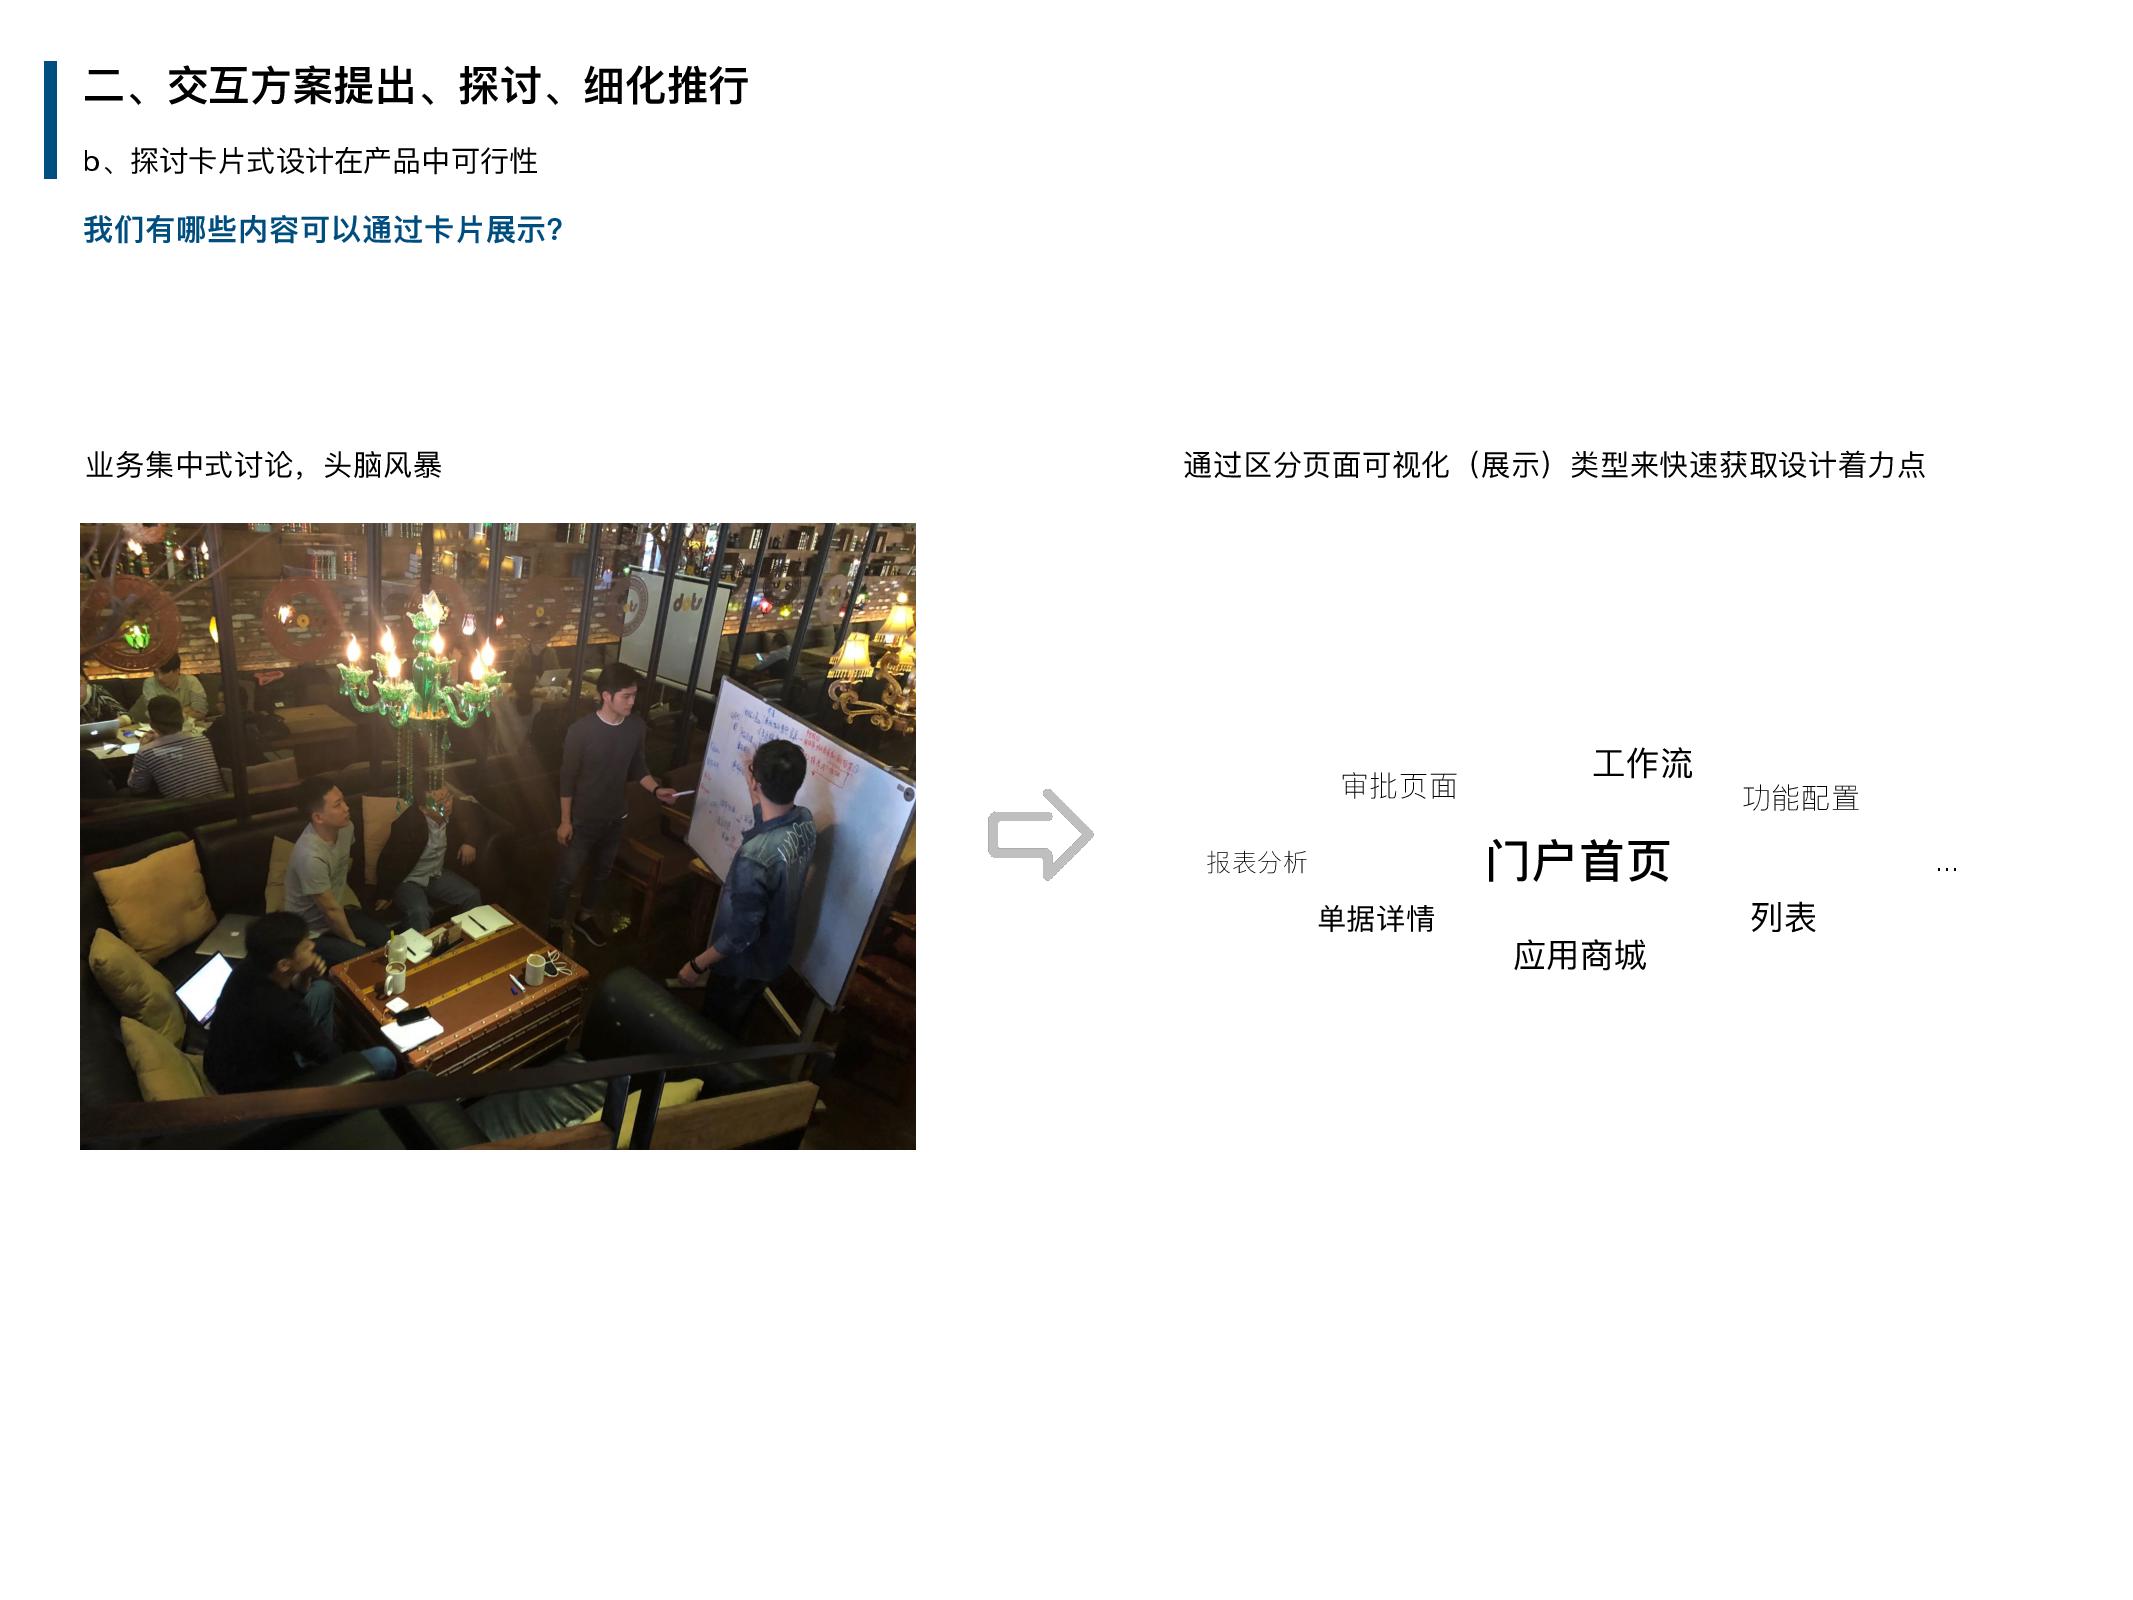 二、交互方案提出、探讨、细化推行
b、探讨卡片式设计在产品中可行性
我们有哪些内容可以通过卡片展示?
业务集中式讨论，头脑风暴
通过区分页面可视化（展示）类型来快速获取设计着力点
dots
工作流
审批页面
功能配置
门户首页
报表分析
...
单据详情
列表
应用商城